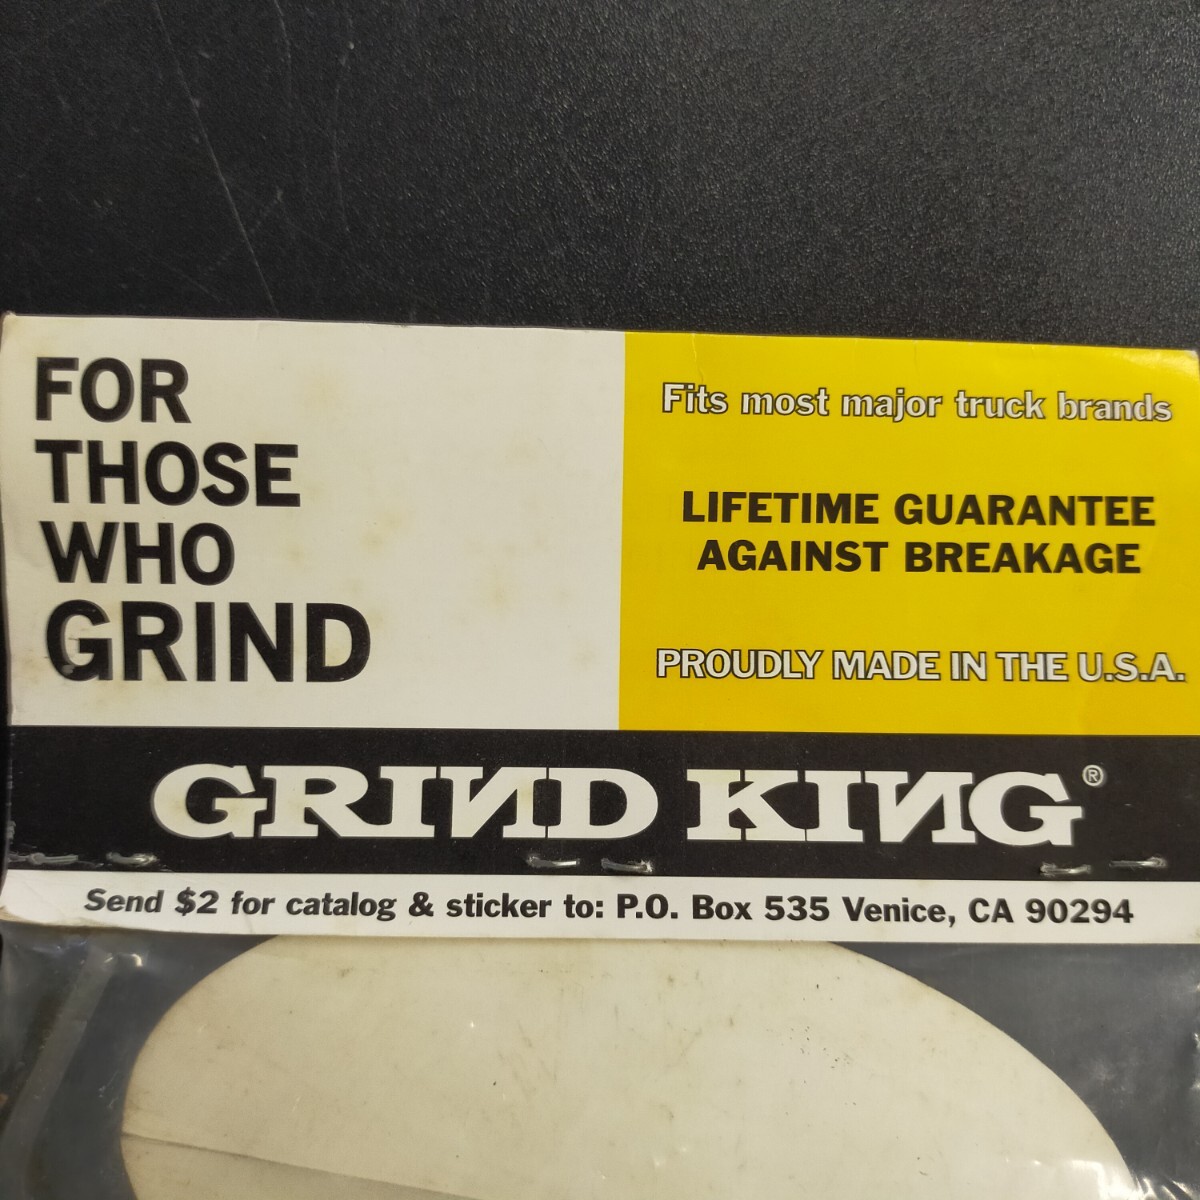 FOR
THOSE
WHO
GRIND
Fits most major truck brands
LIFETIME GUARANTEE
AGAINST BREAKAGE
PROUDLY MADE IN THE U.S.A.
GRIND KING®
Send $2 for catalog & sticker to: P.O. Box 535 Venice, CA 90294